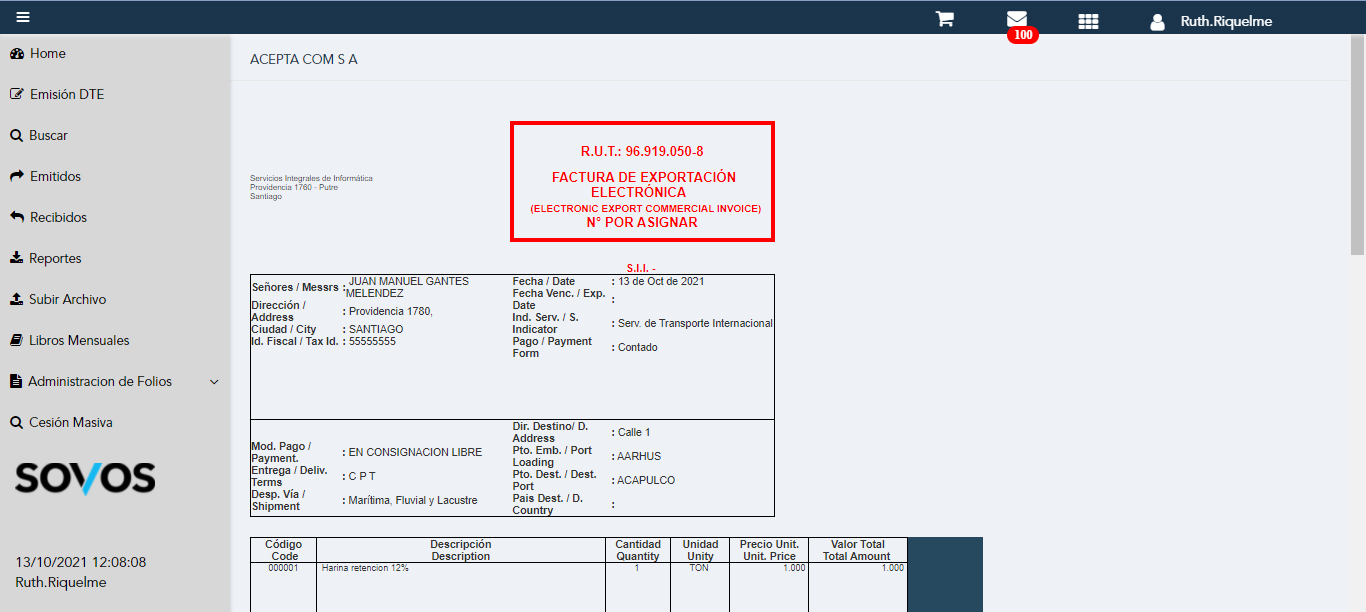 Ruth.Riquelme
100
Home
Emisión DTE
Buscar
Emitidos
Recibidos
Reportes
Subir Archivo
Libros Mensuales
Administracion de Folios
Cesión Masiva
SOVOS
13/10/2021 12:08:08
Ruth.Riquelme
ACEPTA COM S A
Servicios Integrales de Informática
Providencia 1760 - Putre
Santiago
R.U.T.: 96.919.050-8
FACTURA DE EXPORTACIÓN
ELECTRÓNICA
(ELECTRONIC EXPORT COMMERCIAL INVOICE)
N° POR ASIGNAR
S.I.I. -
Señores / Messrs : JUAN MANUEL GANTES
MELENDEZ
Dirección /
Address : Providencia 1780,
Ciudad / City : SANTIAGO
Id. Fiscal / Tax Id. : 55555555
Fecha / Date : 13 de Oct de 2021
Fecha Venc. / Exp.
Date :
Ind. Serv. / S.
Indicator : Serv. de Transporte Internacional
Pago / Payment
Form : Contado
Mod. Pago /
Payment. : EN CONSIGNACION LIBRE
Entrega / Deliv.
Terms : C P T
Desp. Vía /
Shipment : Marítima, Fluvial y Lacustre
Dir. Destino/ D.
Address : Calle 1
Pto. Emb. / Port
Loading : AARHUS
Pto. Dest. / Dest.
Port : ACAPULCO
Pais Dest. / D.
Country :
Código Descripción Cantidad Unidad Precio Unit. Valor Total
Code Description Quantity Unity Unit. Price Total Amount
000001 Harina retencion 12% 1 TON 1.000 1.000